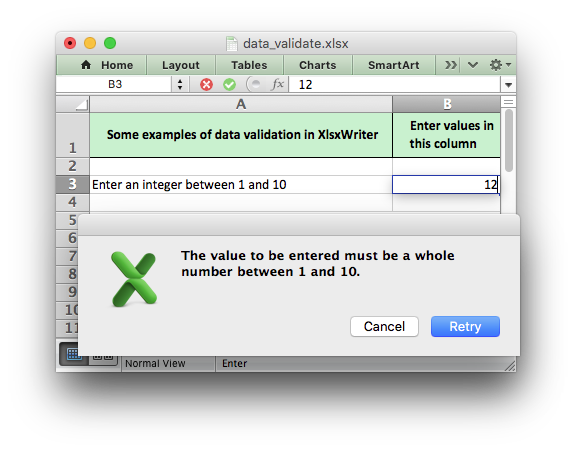 data_validate.xlsx
Home Layout Tables Charts SmartArt
B3 fx 12
A B
1 Some examples of data validation in XlsxWriter Enter values in
this column
2
3 Enter an integer between 1 and 10 12
4
5
6
7 The value to be entered must be a whole
8 number between 1 and 10.
9
10
11 Cancel Retry
Normal View Enter